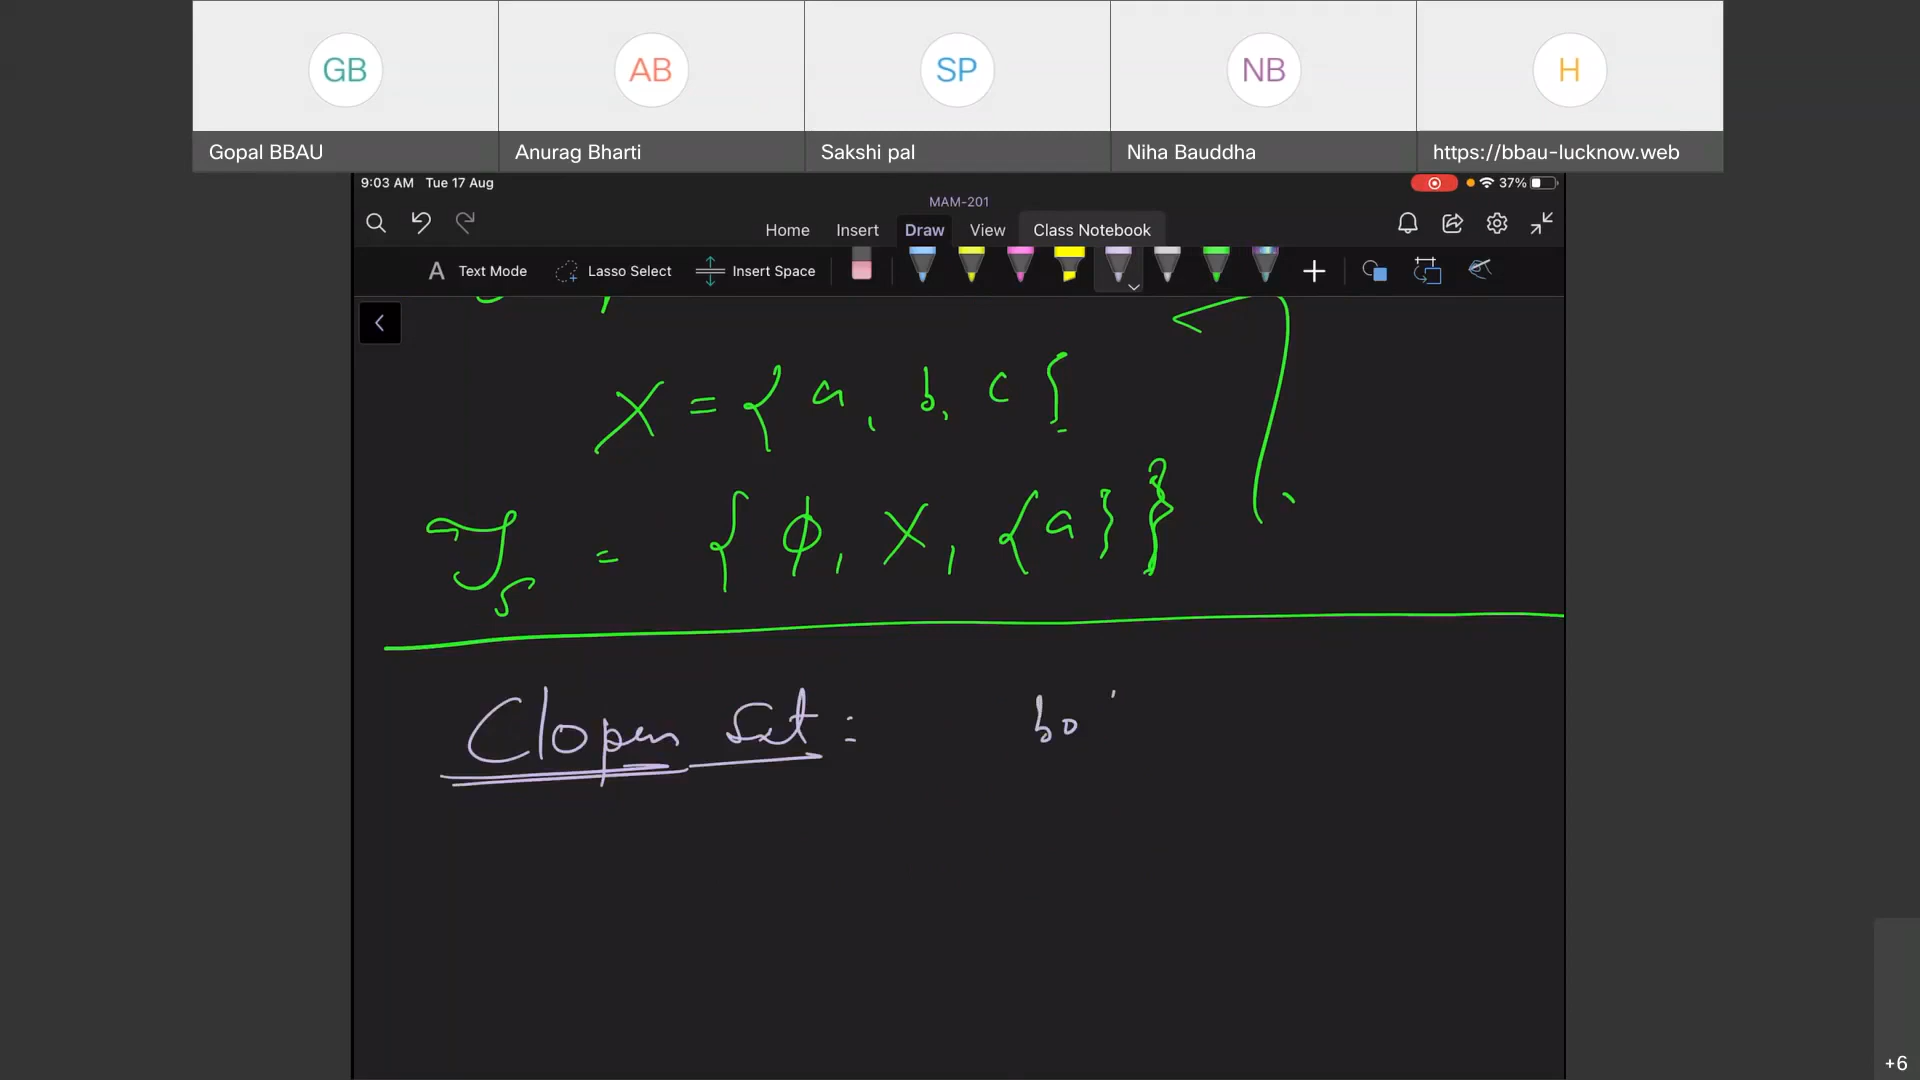 GB AB SP NB H
Gopal BBAU Anurag Bharti Sakshi pal Niha Bauddha https://bbau-lucknow.web
9:03 AM Tue 17 Aug 37%
MAM-201
Home Insert Draw View Class Notebook
A Text Mode Lasso Select Insert Space
X = { a, b, c }
𝒯s = { ϕ, X, {a} }
Clopen Set : bo
+6